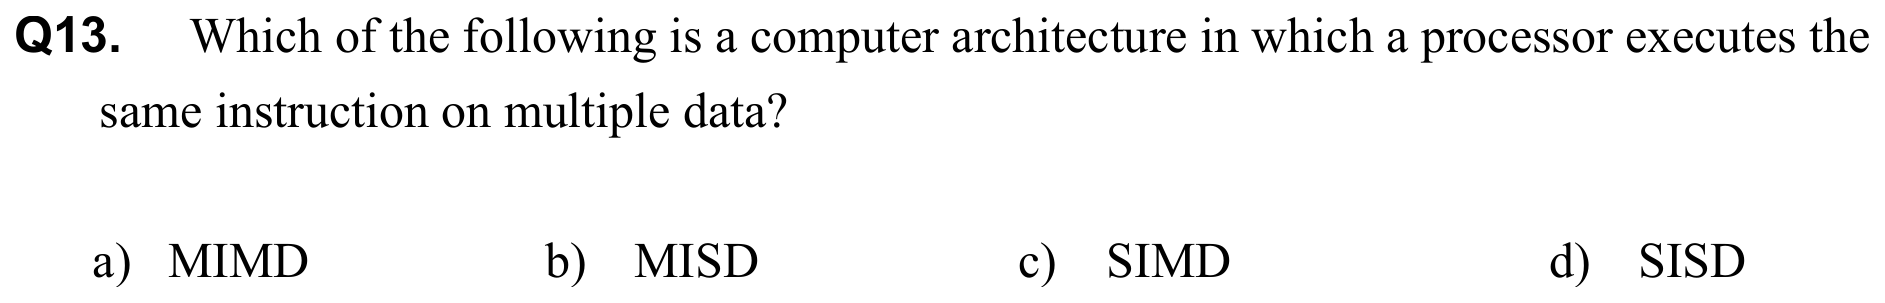 Q13. Which of the following is a computer architecture in which a processor executes the
same instruction on multiple data?
a) MIMD b) MISD c) SIMD d) SISD